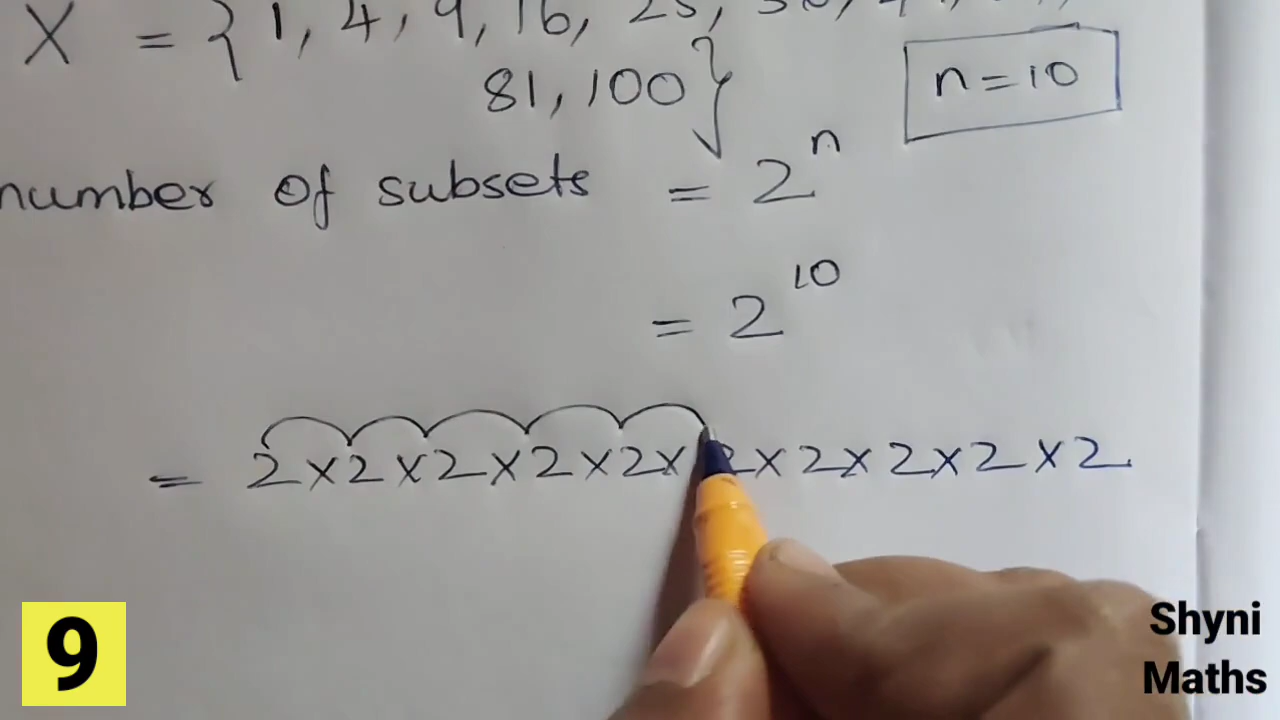 X = { 1, 4, 9, 16, 25,
81, 100}
n=10
number of subsets = 2ⁿ
= 2¹⁰
= 2×2×2×2×2×2×2×2×2×2
9
Shyni
Maths